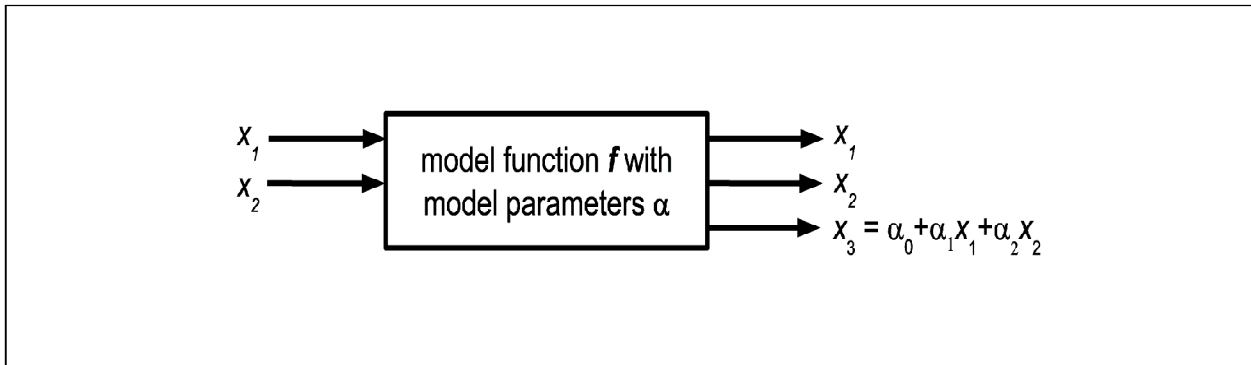 x₁
x₂
model function f with
model parameters α
x₁
x₂
x₃ = α₀+α₁x₁+α₂x₂